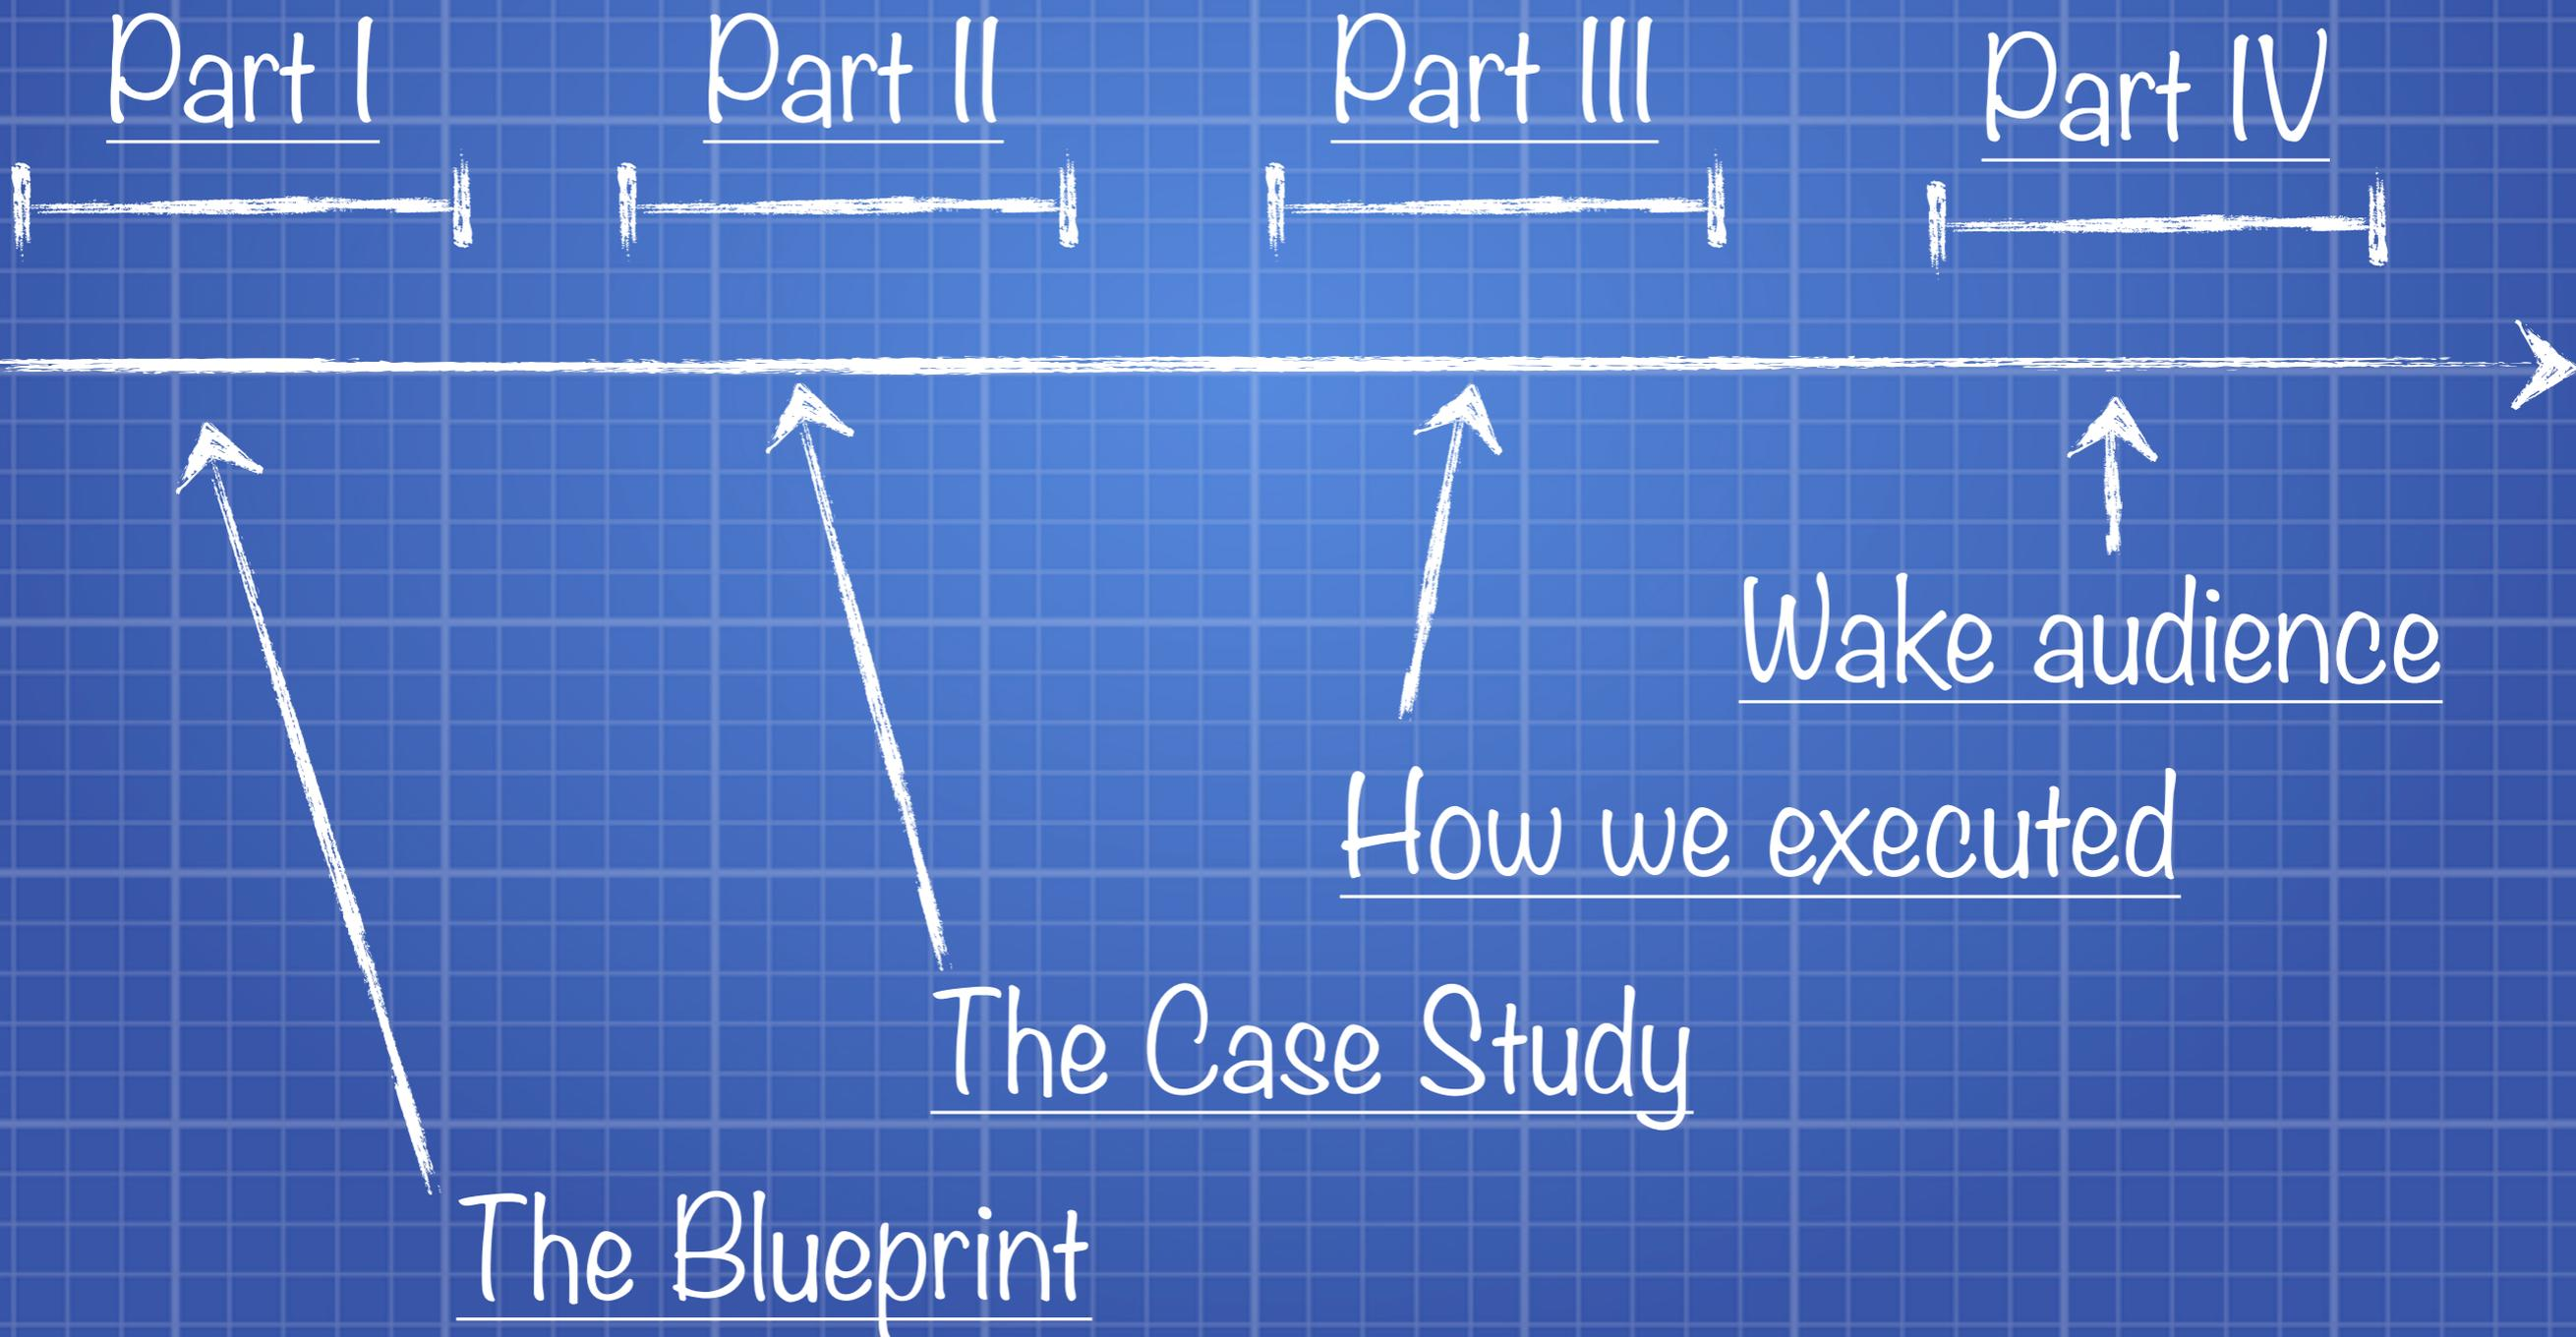 Part I
Part II
Part III
Part IV
Wake audience
How we executed
The Case Study
The Blueprint